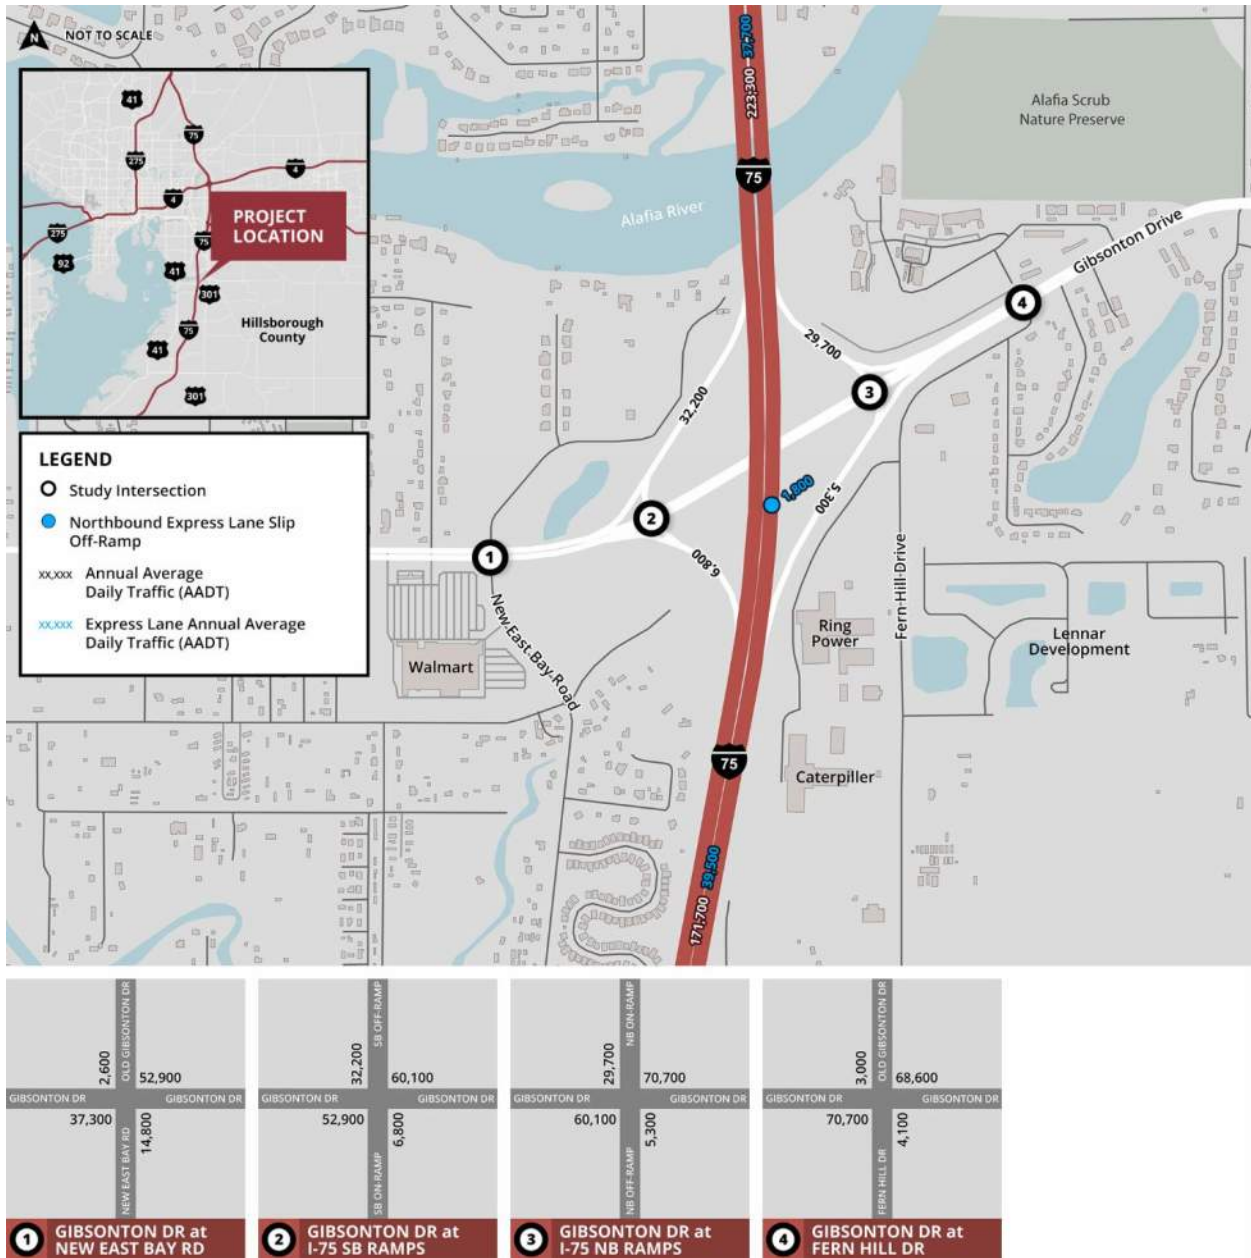 N
NOT TO SCALE
41
75
275
4
4
PROJECT
LOCATION
275
92
75
41
301
Hillsborough
County
75
41
301
LEGEND
Study Intersection
Northbound Express Lane Slip
Off-Ramp
xx,xxx Annual Average
Daily Traffic (AADT)
xx,xxx Express Lane Annual Average
Daily Traffic (AADT)
223,300 37,700
75
Alafia River
Alafia Scrub
Nature Preserve
Gibsonton Drive
4
29,700
3
32,200
1,800
5,300
2
1
6,800
New East Bay Road
Walmart
Ring
Power
Fern Hill Drive
Lennar
Development
75
Caterpiller
171,700 39,500
2,600
OLD GIBSONTON DR
52,900
GIBSONTON DR
GIBSONTON DR
37,300
NEW EAST BAY RD
14,800
1
GIBSONTON DR at
NEW EAST BAY RD
32,200
SB OFF-RAMP
60,100
GIBSONTON DR
GIBSONTON DR
52,900
SB ON-RAMP
6,800
2
GIBSONTON DR at
I-75 SB RAMPS
29,700
NB ON-RAMP
70,700
GIBSONTON DR
GIBSONTON DR
60,100
NB OFF-RAMP
5,300
3
GIBSONTON DR at
I-75 NB RAMPS
3,000
OLD GIBSONTON DR
68,600
GIBSONTON DR
GIBSONTON DR
70,700
FERN HILL DR
4,100
4
GIBSONTON DR at
FERN HILL DR